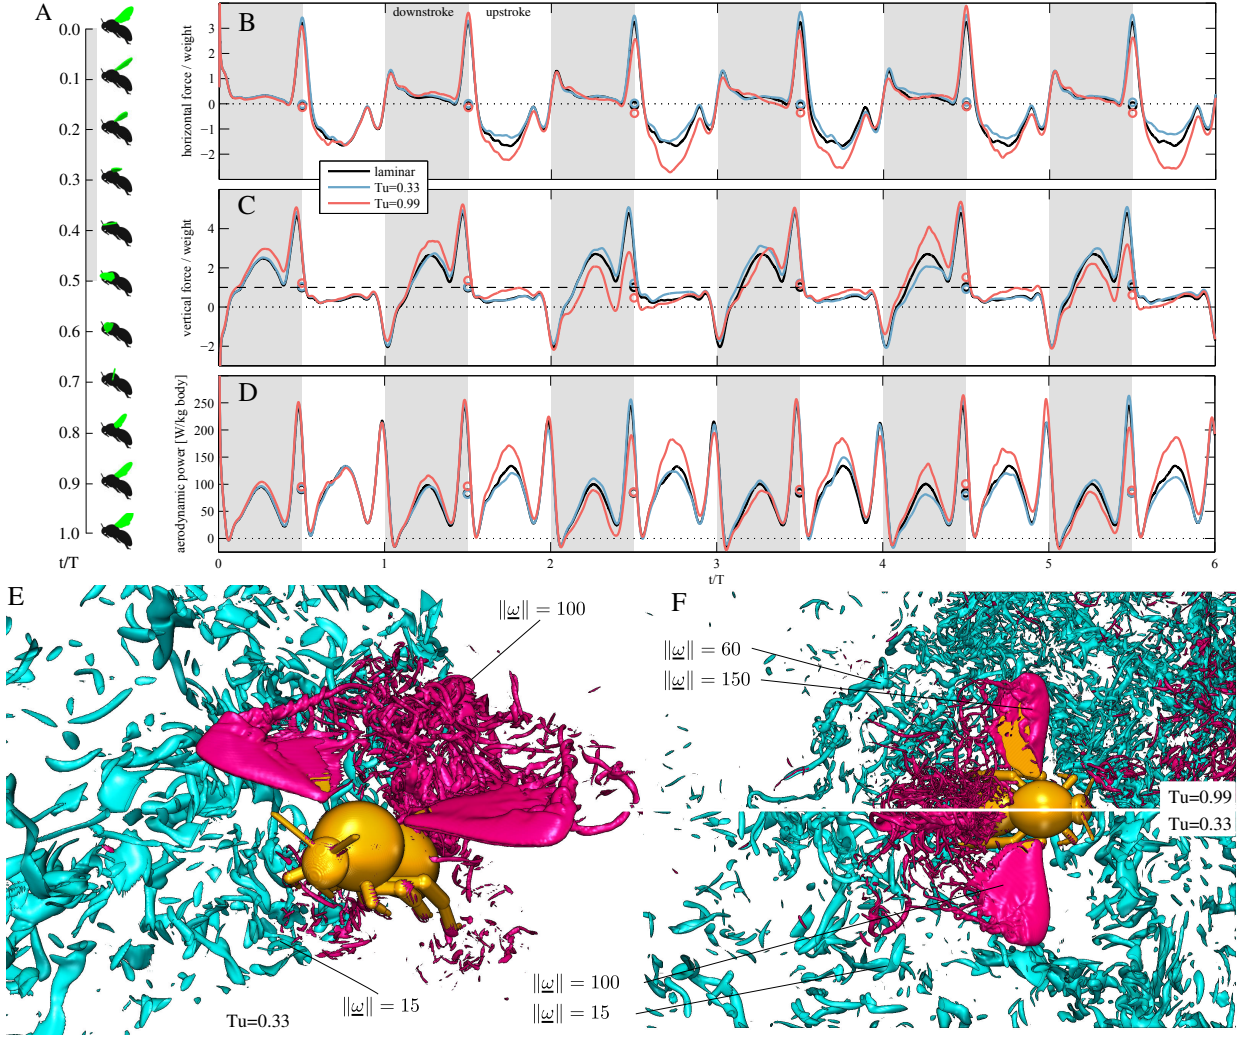 A
0.0
0.1
0.2
0.3
0.4
0.5
0.6
0.7
0.8
0.9
1.0
t/T
B
downstroke
upstroke
horizontal force / weight
3
2
1
0
−1
−2
laminar
Tu=0.33
Tu=0.99
C
vertical force / weight
4
2
0
−2
D
aerodynamic power [W/kg body]
250
200
150
100
50
0
0
1
2
3
4
5
6
t/T
E
||ω|| = 100
||ω|| = 15
Tu=0.33
F
||ω|| = 60
||ω|| = 150
Tu=0.99
Tu=0.33
||ω|| = 100
||ω|| = 15